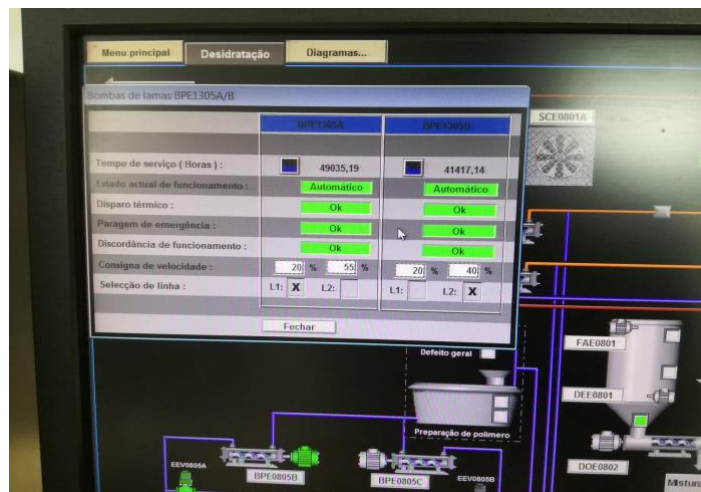 Menu principal
Desidratação
Diagramas...
Bombas de lamas BPE1305A/B
BPE1305A BPE1305B
Tempo de serviço ( Horas ) : 49035,19 41417,14
Estado actual de funcionamento : Automático Automático
Disparo térmico : Ok Ok
Paragem de emergência : Ok Ok
Discordância de funcionamento : Ok Ok
Consigna de velocidade : 20 % 55 % 20 % 40 %
Selecção de linha : L1: X L2: L1: L2: X
Fechar
SCE0801A
Defeito geral
FAE0801
DEE0801
Preparação de polimero
DOE0802
EEV0805A
BPE0805B
BPE0805C
EEV0805B
Mistura